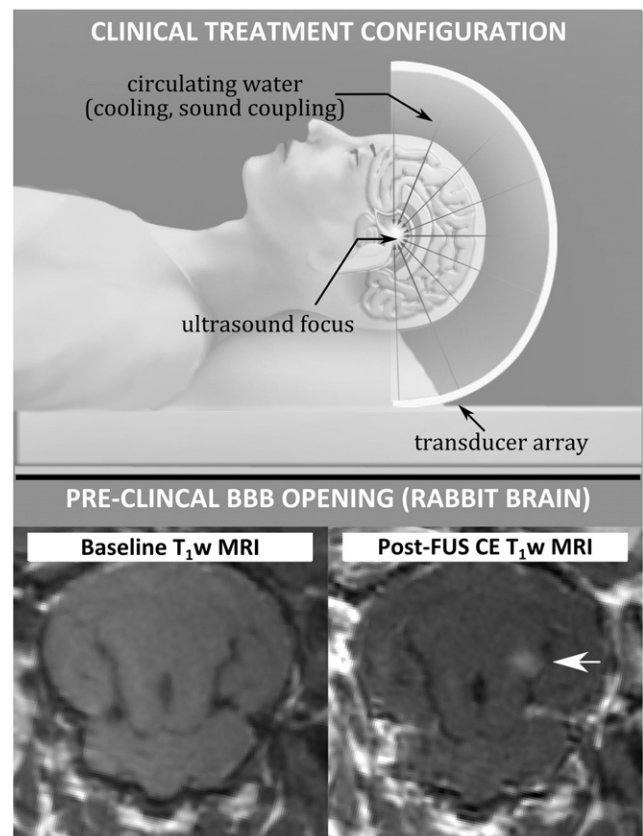 CLINICAL TREATMENT CONFIGURATION
circulating water
(cooling, sound coupling)
ultrasound focus
transducer array
PRE-CLINCAL BBB OPENING (RABBIT BRAIN)
Baseline T₁w MRI
Post-FUS CE T₁w MRI